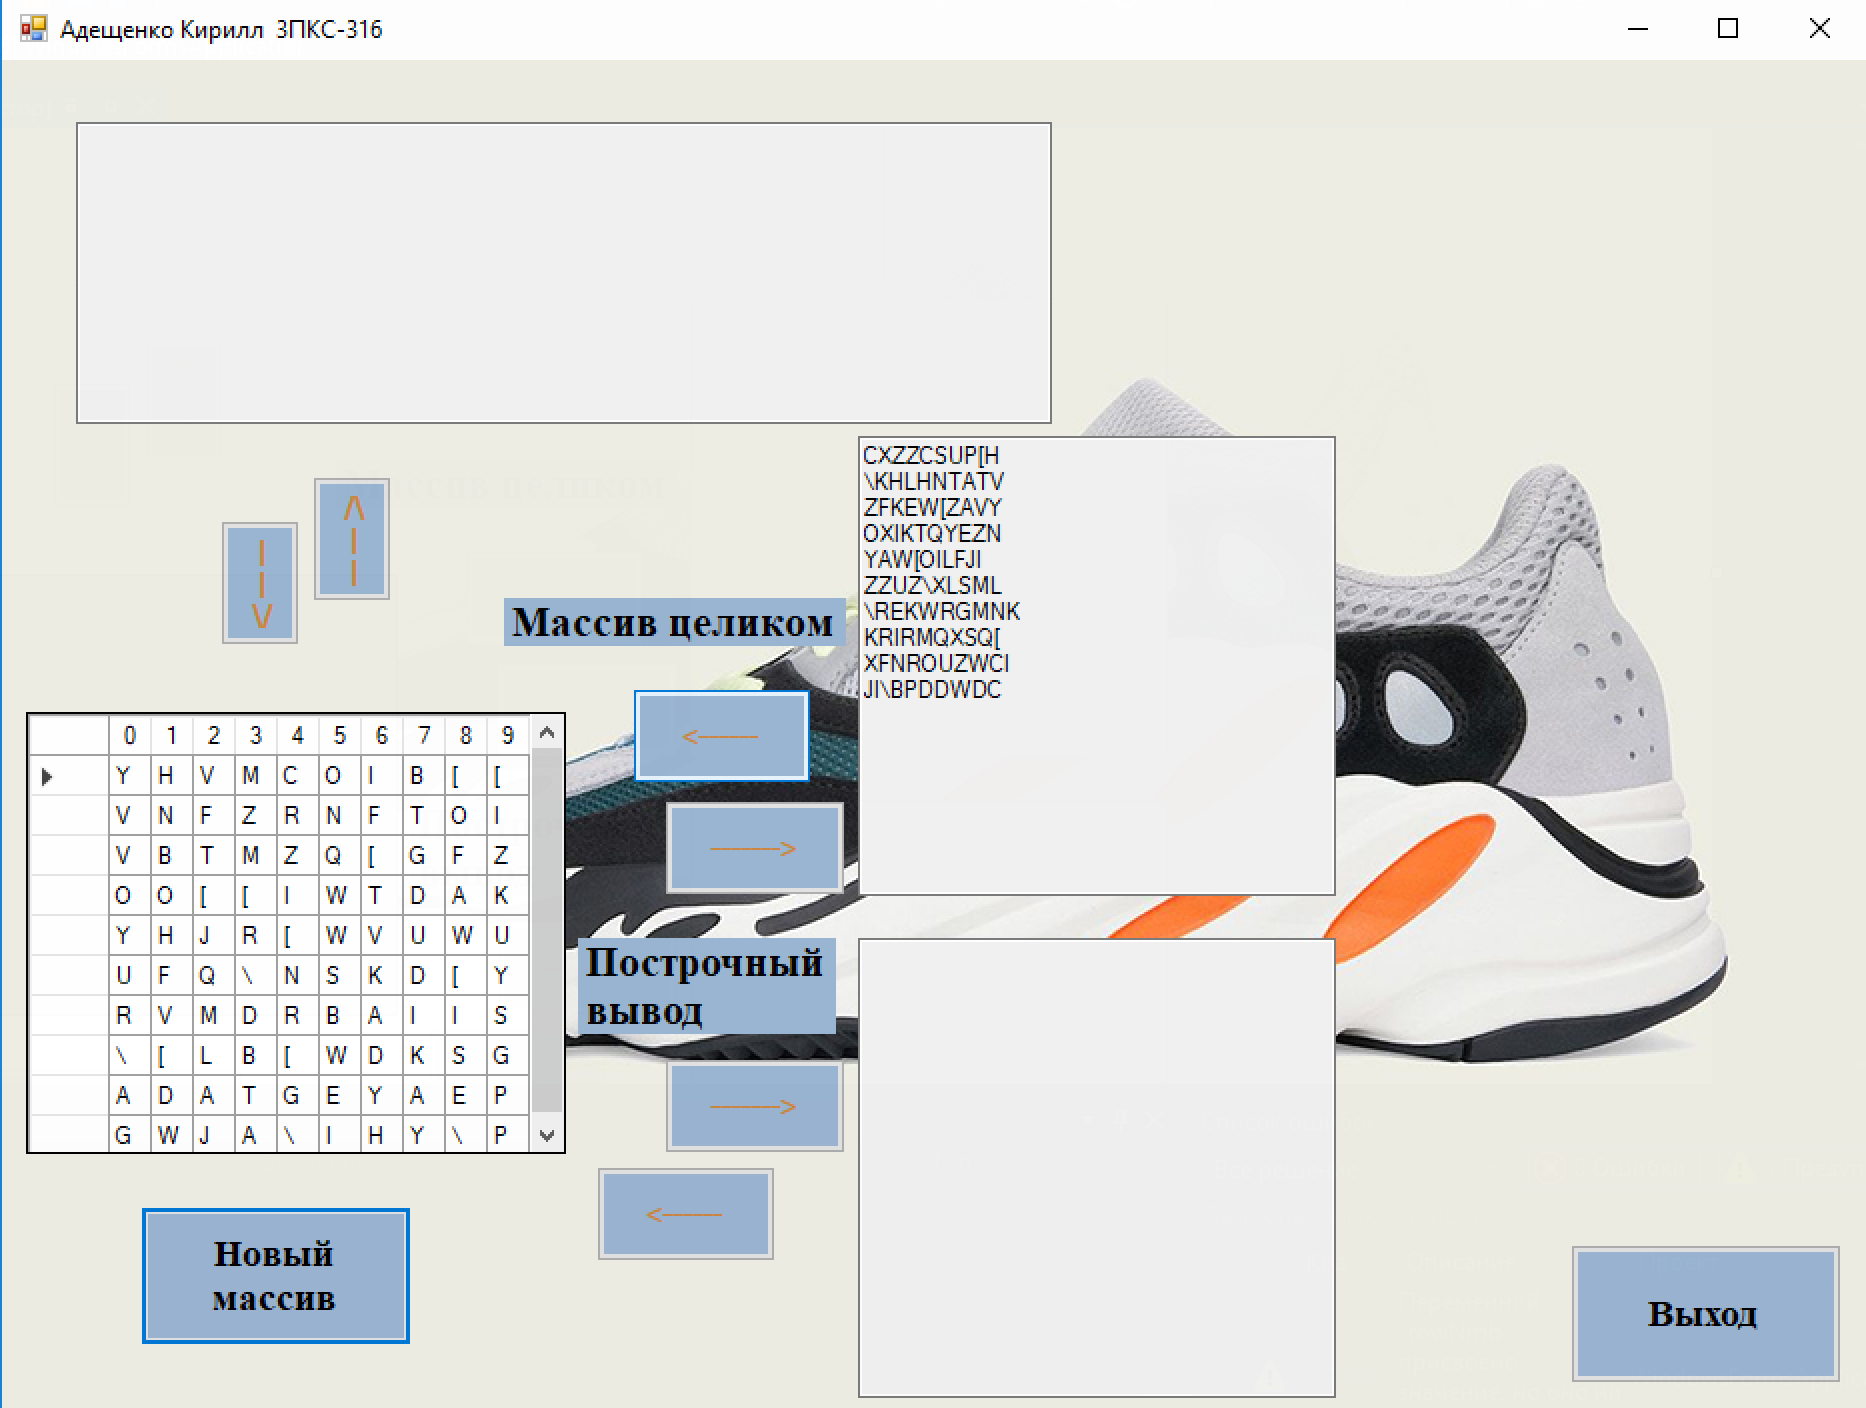 Адещенко Кирилл 3ПКС-316
CXZZCSUP[H
\KHLHNTATV
ZFKEW[ZAVY
OXIKTQYEZN
YAW[OILFJI
ZZUZ\XLSML
\REKWRGMNK
KRIRMQXSQ[
XFNROUZWCI
JI\BPDDWDC
<--
|
|
V
Λ
|
|
Массив целиком
<-----
------>
0 1 2 3 4 5 6 7 8 9
Y H V M C O I B [ [
V N F Z R N F T O I
V B T M Z Q [ G F Z
O O [ [ I W T D A K
Y H J R [ W V U W U
U F Q \ N S K D [ Y
R V M D R B A I I S
\ [ L B [ W D K S G
A D A T G E Y A E P
G W J A \ I H Y \ P
Построчный
вывод
------>
<-----
Новый
массив
Выход